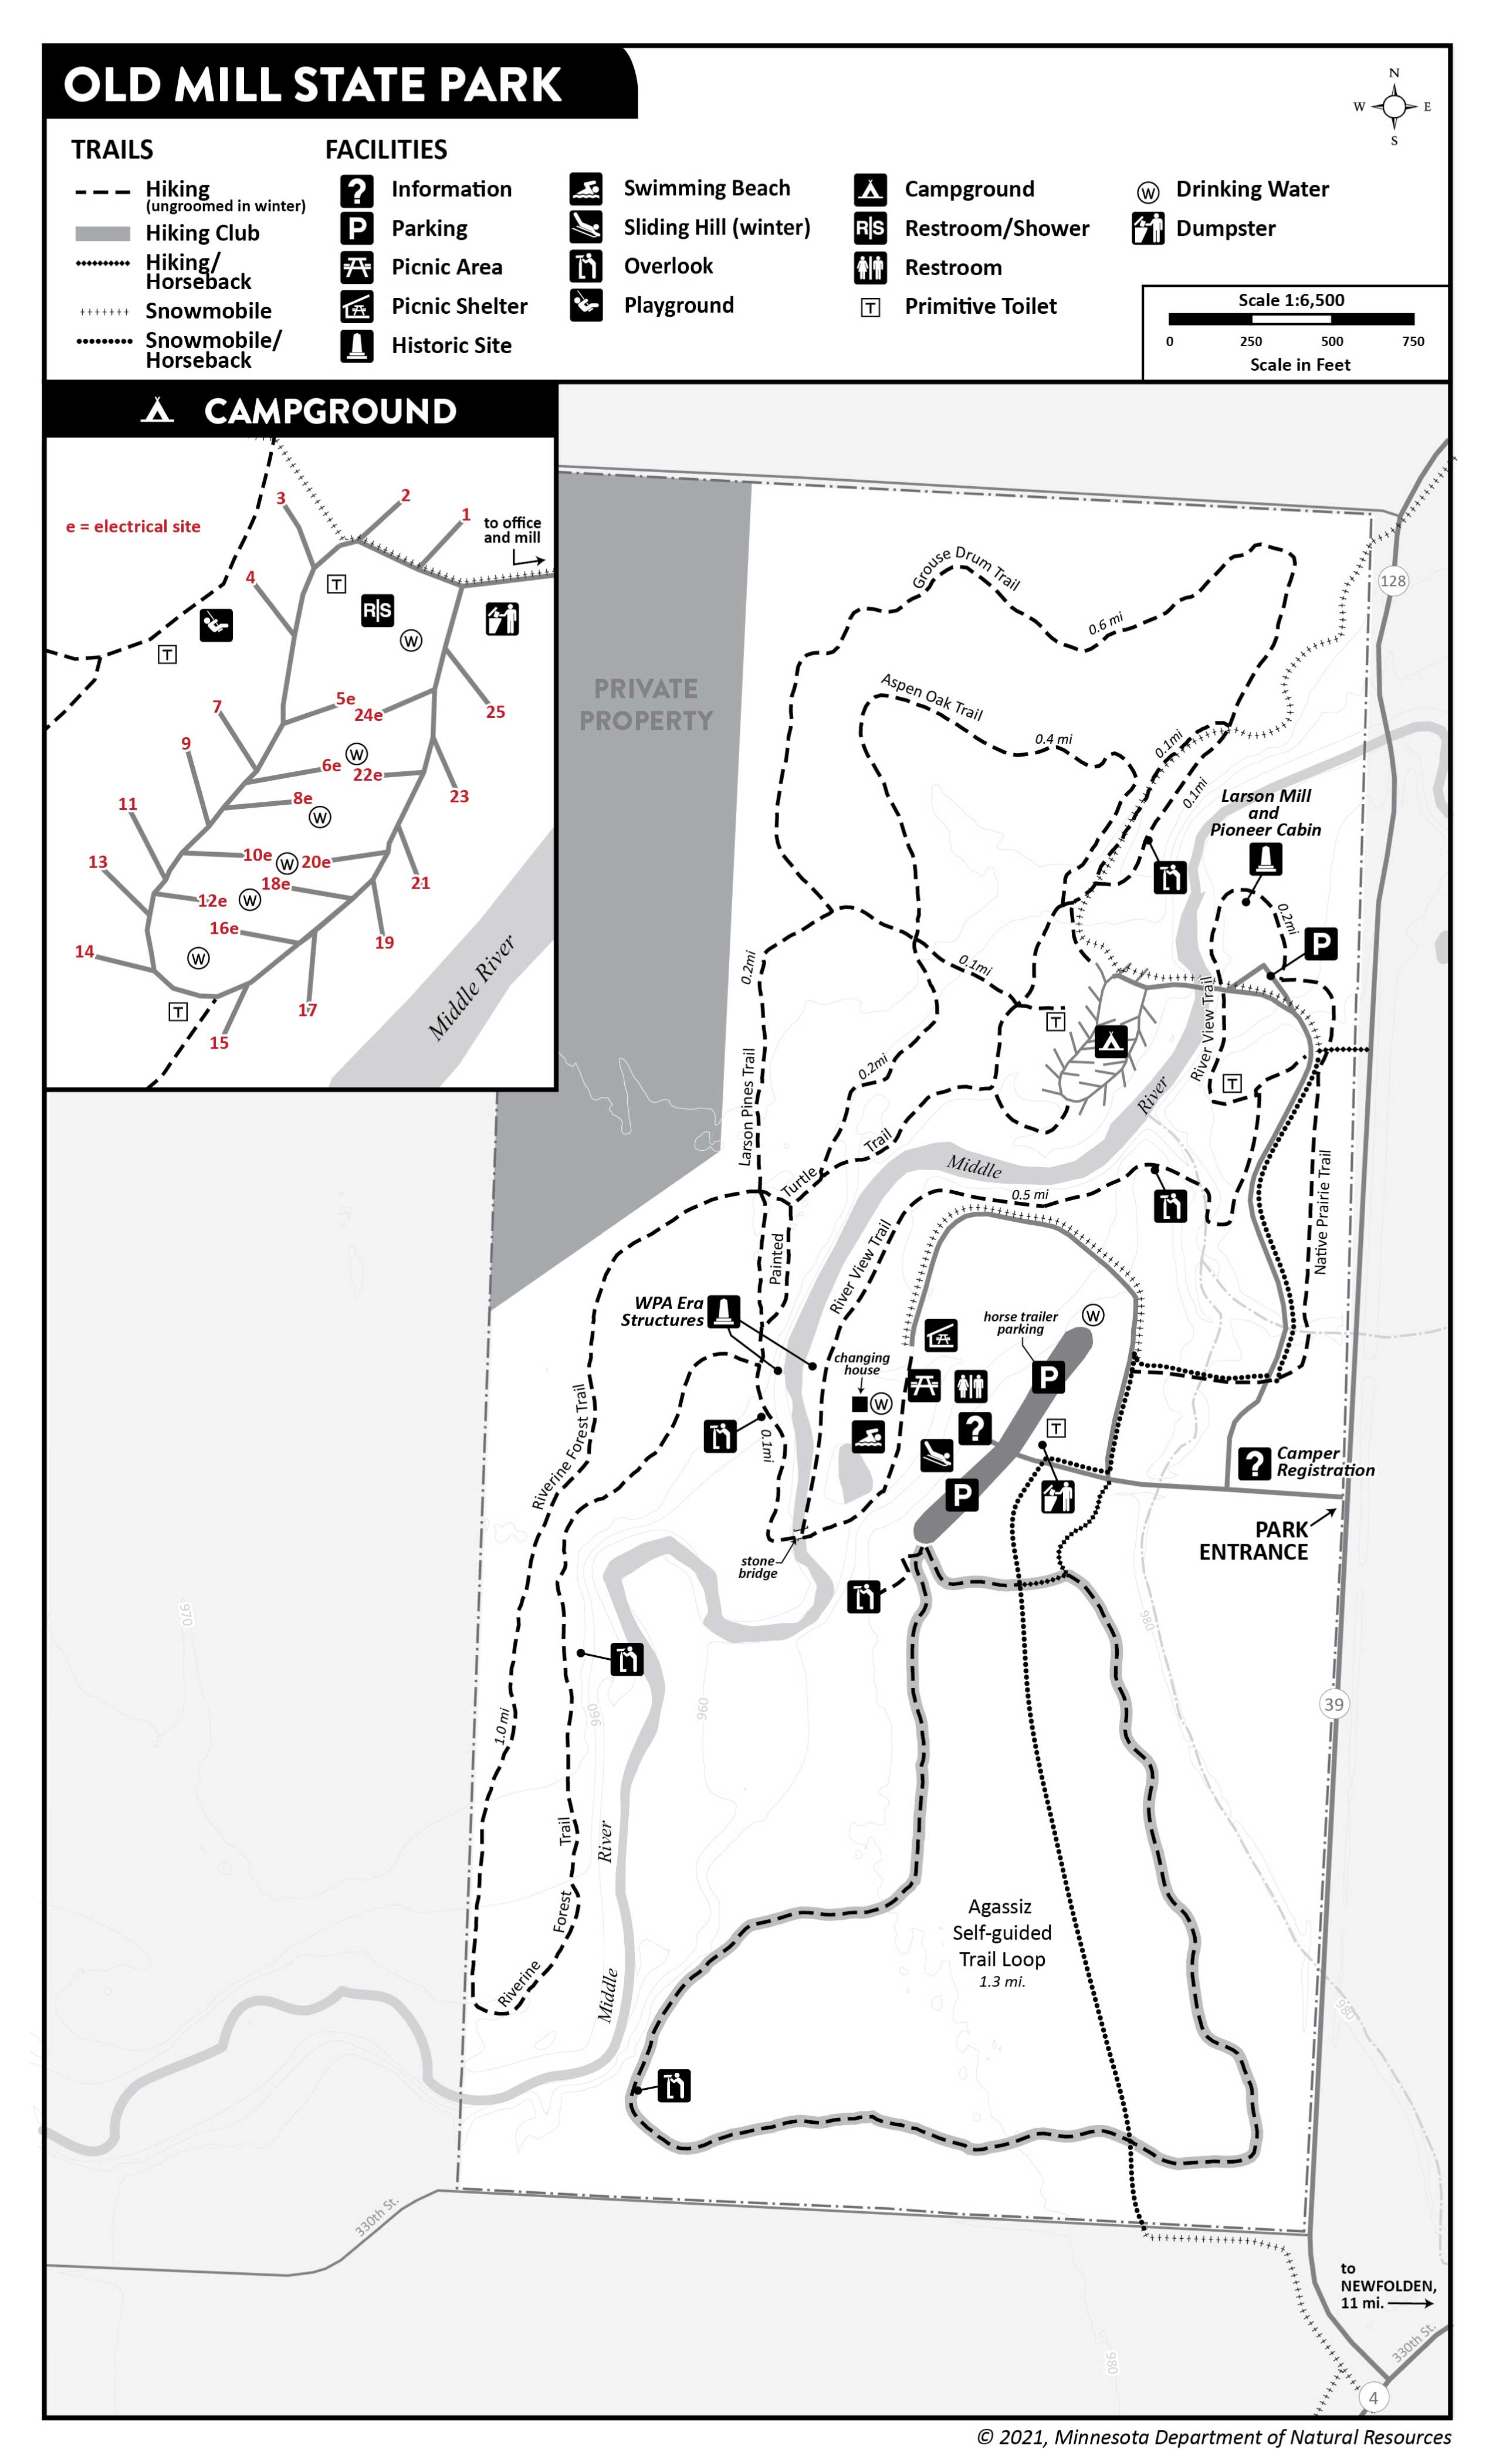 OLD MILL STATE PARK
N
W
E
S
TRAILS
Hiking
(ungroomed in winter)
Hiking Club
Hiking/
Horseback
Snowmobile
Snowmobile/
Horseback
FACILITIES
? Information
P Parking
Picnic Area
Picnic Shelter
Historic Site
Swimming Beach
Sliding Hill (winter)
Overlook
Playground
Campground
R|S Restroom/Shower
Restroom
T Primitive Toilet
W Drinking Water
Dumpster
Scale 1:6,500
0 250 500 750
Scale in Feet
CAMPGROUND
e = electrical site
3
2
1
to office
and mill
4
T
R|S
W
T
7
5e
24e
25
9
6e
W
22e
23
11
8e
W
13
10e
W
20e
21
12e
W
18e
16e
19
14
W
17
T
15
Middle River
PRIVATE
PROPERTY
128
Grouse Drum Trail
0.6 mi
Aspen Oak Trail
0.4 mi
0.1mi
0.1mi
Larson Mill
and
Pioneer Cabin
0.2mi
P
0.2mi
0.1mi
T
River View Trail
T
Larson Pines Trail
0.2mi
River
Middle
Turtle
Trail
Painted
0.5 mi
Native Prairie Trail
River View Trail
WPA Era
Structures
horse trailer
parking
W
P
changing
house
W
?
T
P
Riverine Forest Trail
0.1mi
? Camper
Registration
PARK
ENTRANCE
stone
bridge
970
980
960
960
39
1.0 mi
Trail
Forest
Riverine
River
Middle
Agassiz
Self-guided
Trail Loop
1.3 mi.
980
330th St.
to
NEWFOLDEN,
11 mi.
330th St.
980
4
© 2021, Minnesota Department of Natural Resources